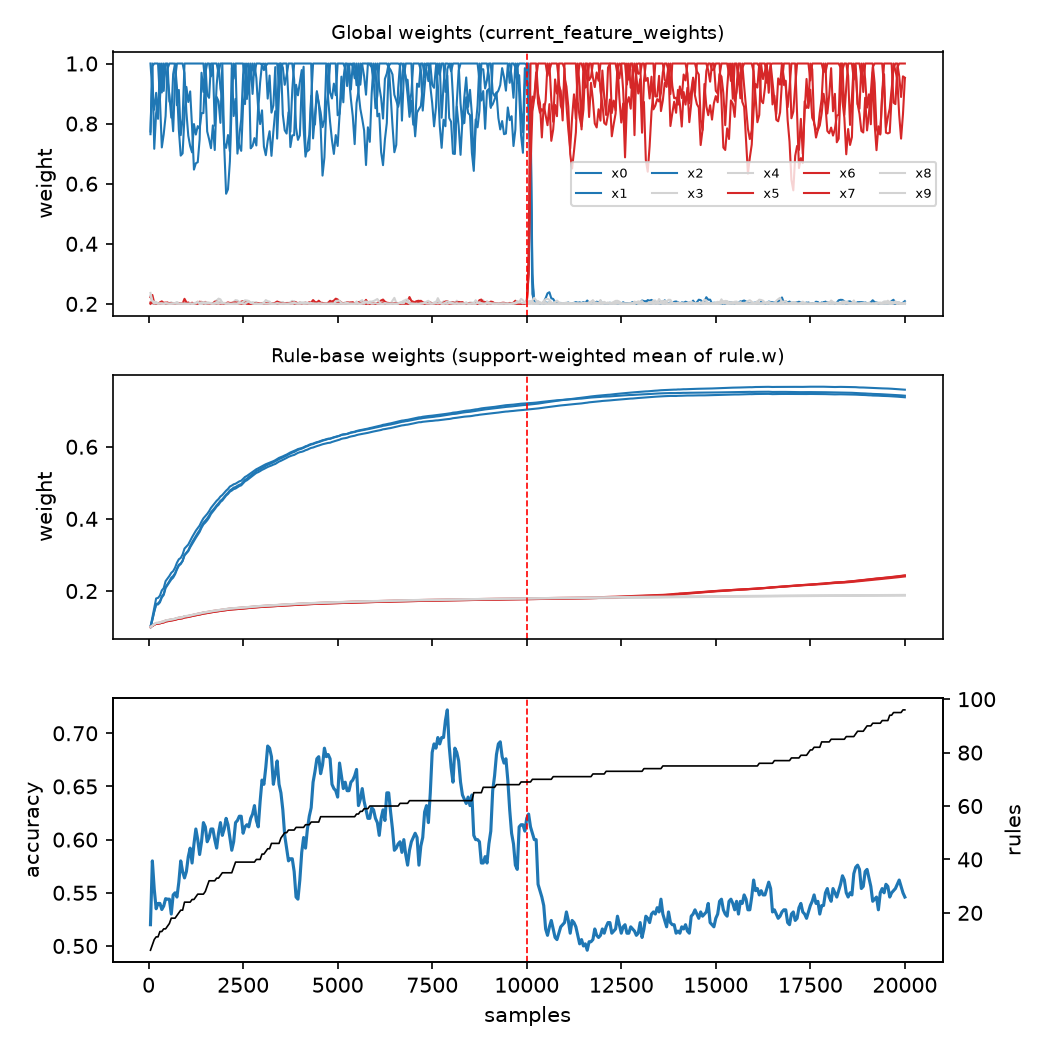 Global weights (current_feature_weights)
1.0
0.8
0.6
0.4
0.2
weight
x0 x2 x4 x6 x8
x1 x3 x5 x7 x9
Rule-base weights (support-weighted mean of rule.w)
0.6
0.4
0.2
weight
0.70
0.65
0.60
0.55
0.50
accuracy
100
80
60
40
20
rules
0 2500 5000 7500 10000 12500 15000 17500 20000
samples